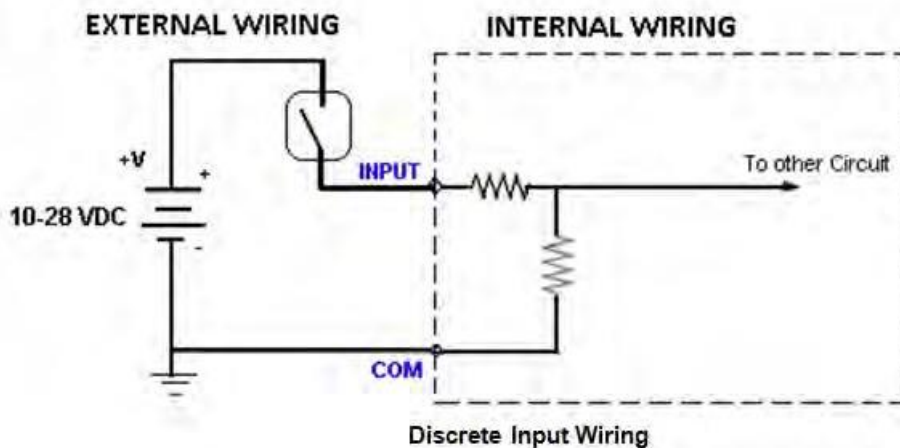 EXTERNAL WIRING
INTERNAL WIRING
+V
+
INPUT
To other Circuit
10-28 VDC
-
COM
Discrete Input Wiring